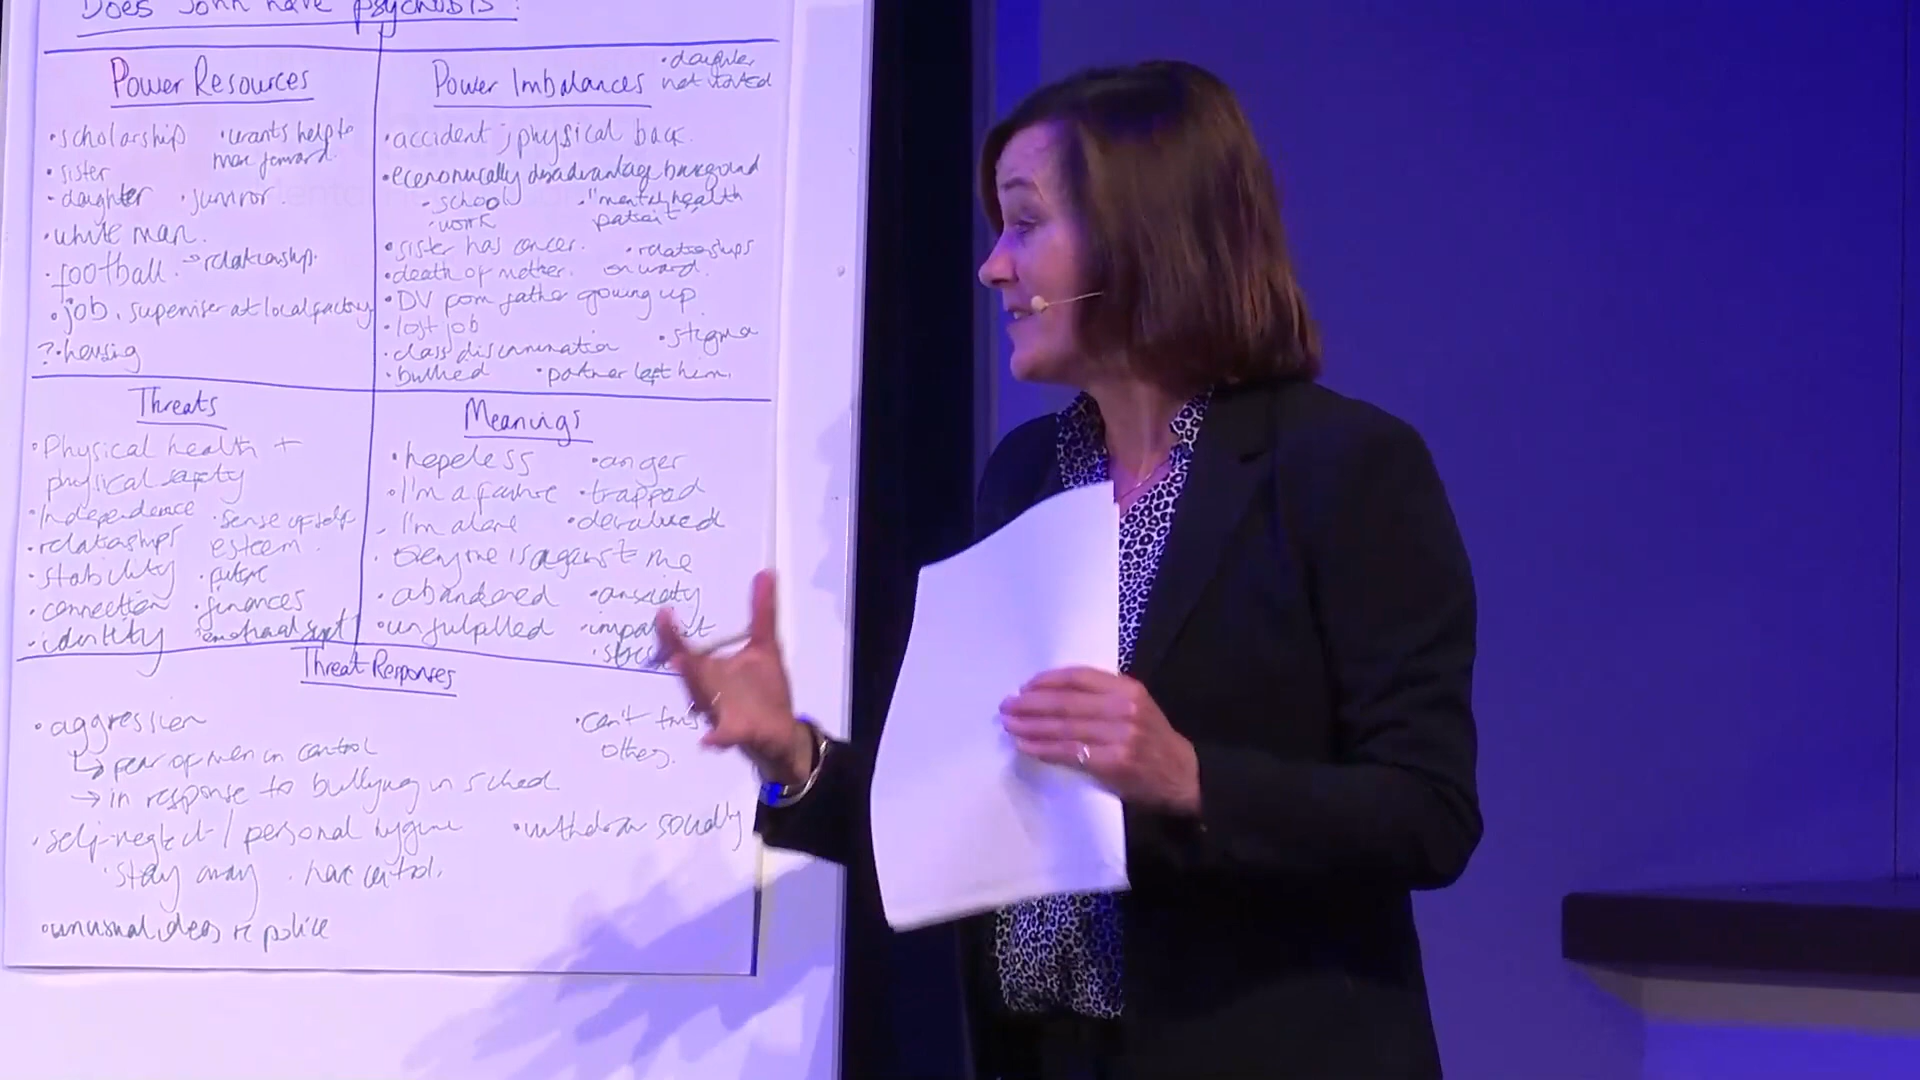 Does John have psychosis?
Power Resources
• scholarship • wants help to
move forward.
• sister
• daughter • junior.
• white man.
• football. → relationship.
• job. supervisor at local factory
? • housing
Power Imbalances
• daughter
not
• accident ; physical back.
• economically disadvantage background
- school
- work
• "mental health
patient"
• sister has cancer. • relationships
on ward.
• death of mother.
• DV from father growing up
• lost job
• stigma
• class discrimination
• bullied • partner left him.
Threats
• Physical health +
physical safety
• Independence • sense of self
esteem.
• relationships
• stability • future
• connection • finances
• identity • emotional
Meanings
• hopeless • anger
• I'm a failure • trapped
• I'm alone • devalued
• Everyone is against me
• abandoned • anxiety
• unfulfilled
Threat Responses
• aggression
↳ fear of men in control
→ in response to bullying in school.
• can't
others.
• self-neglect / personal hygiene
• stay away • have control.
• withdraw socially
• unusual ideas re police